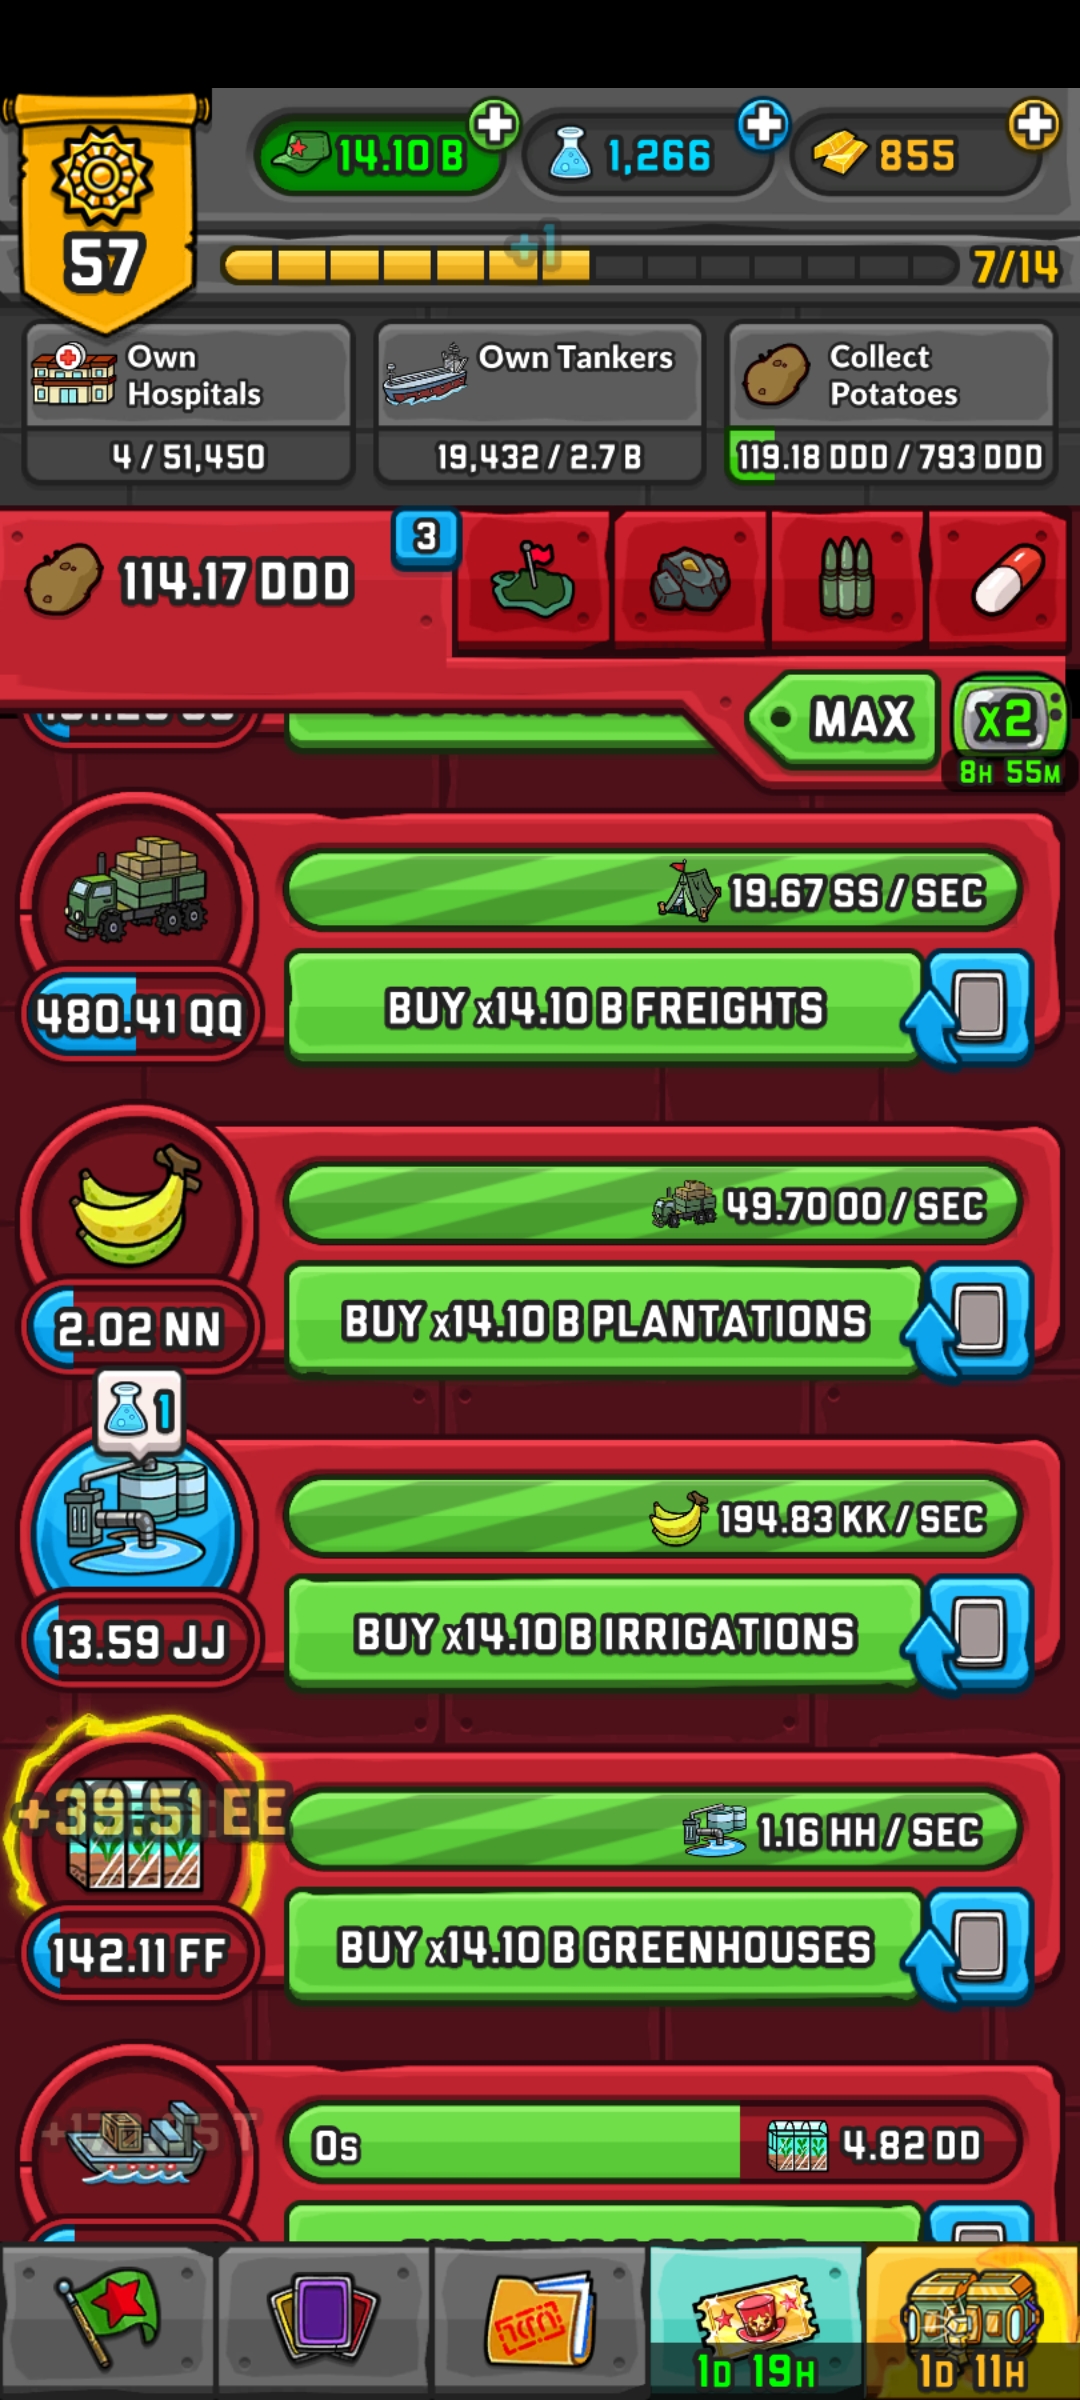 14.10 B
1,266
855
57
+1
7/14
Own
Hospitals
4 / 51,450
Own Tankers
19,432 / 2.7 B
Collect
Potatoes
119.18 DDD / 793 DDD
114.17 DDD
3
MAX
x2
8H 55M
19.67 SS / SEC
480.41 QQ
BUY x14.10 B FREIGHTS
49.70 OO / SEC
2.02 NN
BUY x14.10 B PLANTATIONS
1
194.83 KK / SEC
13.59 JJ
BUY x14.10 B IRRIGATIONS
+39.51 EE
1.16 HH / SEC
142.11 FF
BUY x14.10 B GREENHOUSES
0s
4.82 DD
1D 19H
1D 11H